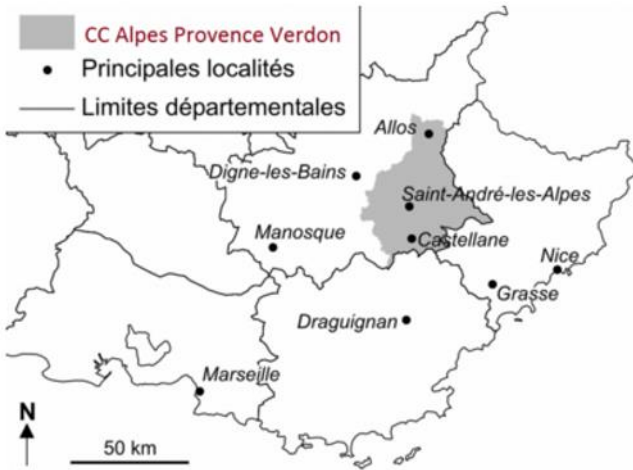 CC Alpes Provence Verdon
Principales localités
Limites départementales
Allos
Digne-les-Bains
Saint-André-les-Alpes
Manosque
Castellane
Nice
Grasse
Draguignan
Marseille
N
50 km